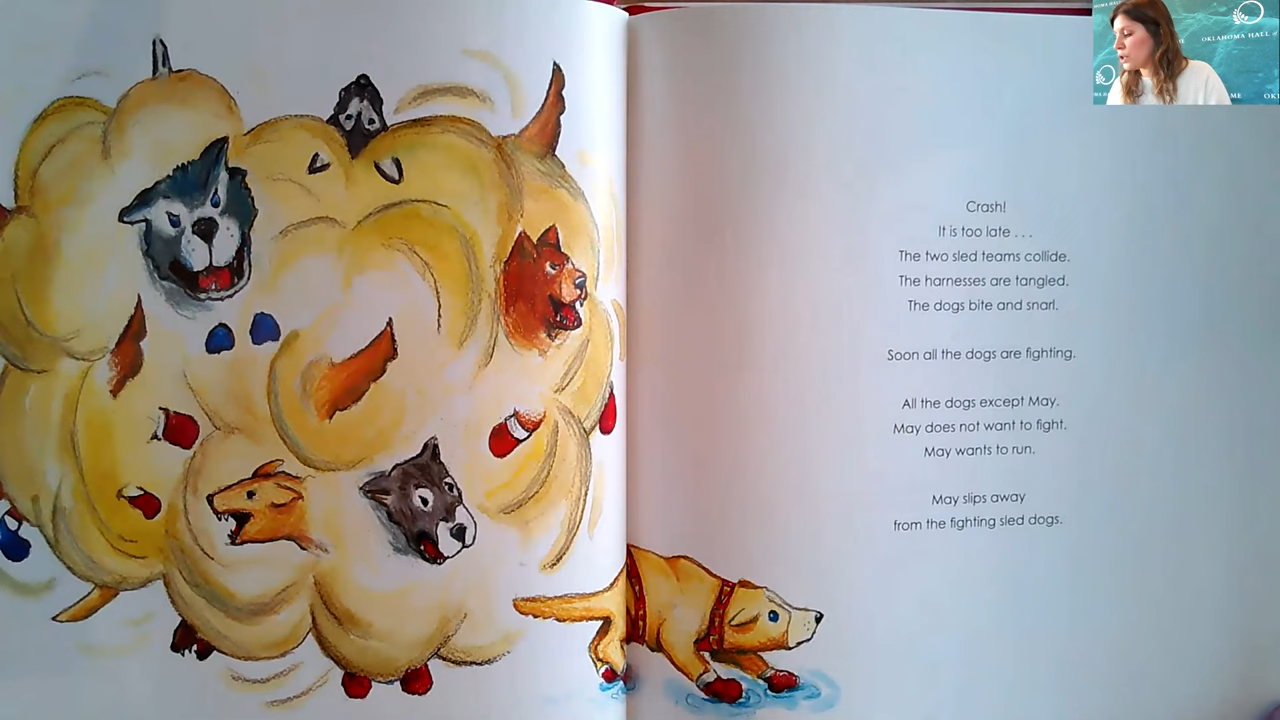 Crash!
It is too late . . .
The two sled teams collide.
The harnesses are tangled.
The dogs bite and snarl.
Soon all the dogs are fighting.
All the dogs except May.
May does not want to fight.
May wants to run.
May slips away
from the fighting sled dogs.
OKLAHOMA HALL of